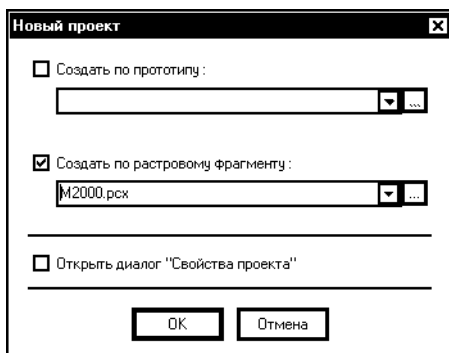 Новый проект
Создать по прототипу :
...
Создать по растровому фрагменту :
M2000.pcx
...
Открыть диалог "Свойства проекта"
OK
Отмена